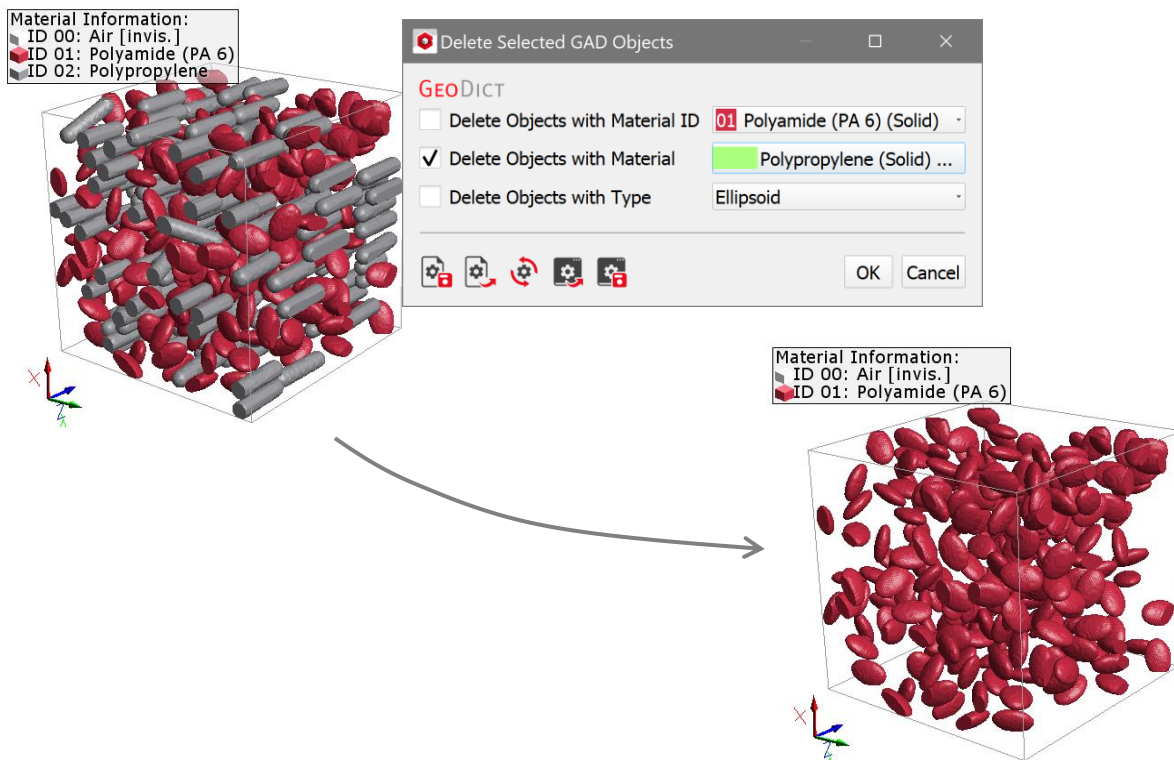 Material Information:
ID 00: Air [invis.]
ID 01: Polyamide (PA 6)
ID 02: Polypropylene
Delete Selected GAD Objects
GEODICT
Delete Objects with Material ID
01 Polyamide (PA 6) (Solid)
Delete Objects with Material
Polypropylene (Solid) ...
Delete Objects with Type
Ellipsoid
OK
Cancel
Material Information:
ID 00: Air [invis.]
ID 01: Polyamide (PA 6)
X
X